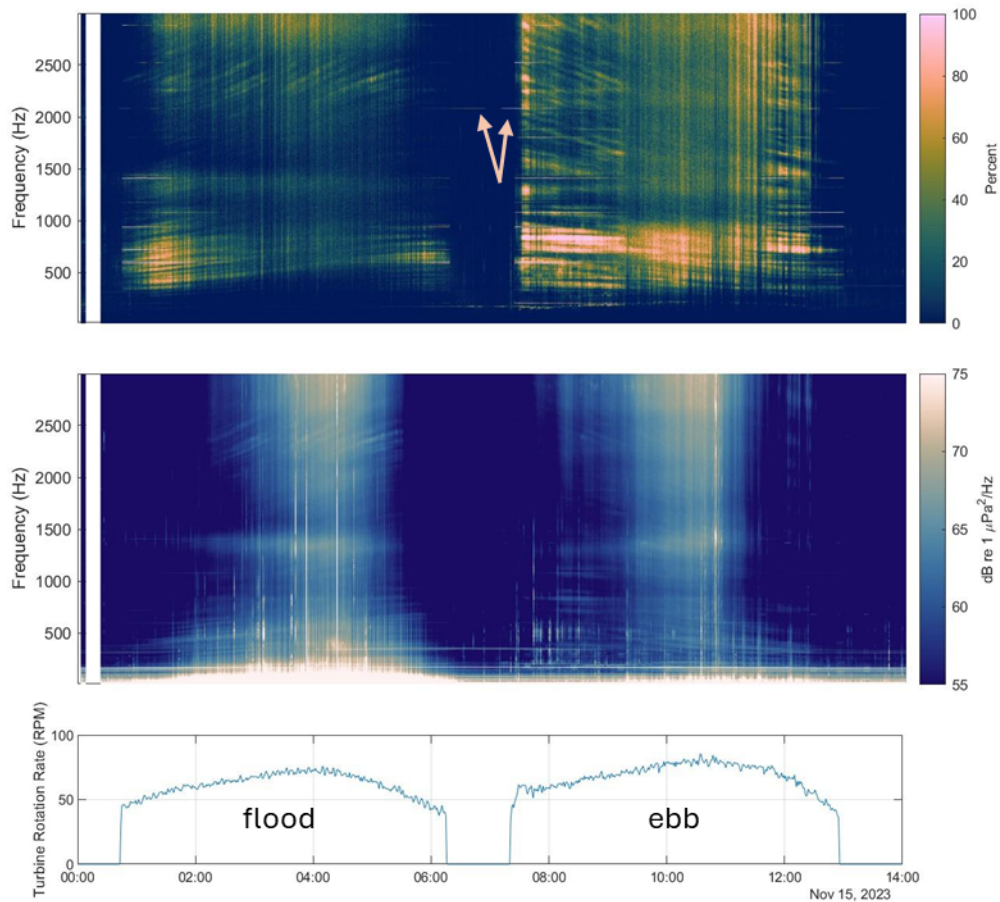 2500
2000
1500
1000
500
Frequency (Hz)
100
80
60
40
20
0
Percent
2500
2000
1500
1000
500
Frequency (Hz)
75
70
65
60
55
dB re 1 μPa²/Hz
100
50
0
Turbine Rotation Rate (RPM)
flood
ebb
00:00 02:00 04:00 06:00 08:00 10:00 12:00 14:00
Nov 15, 2023